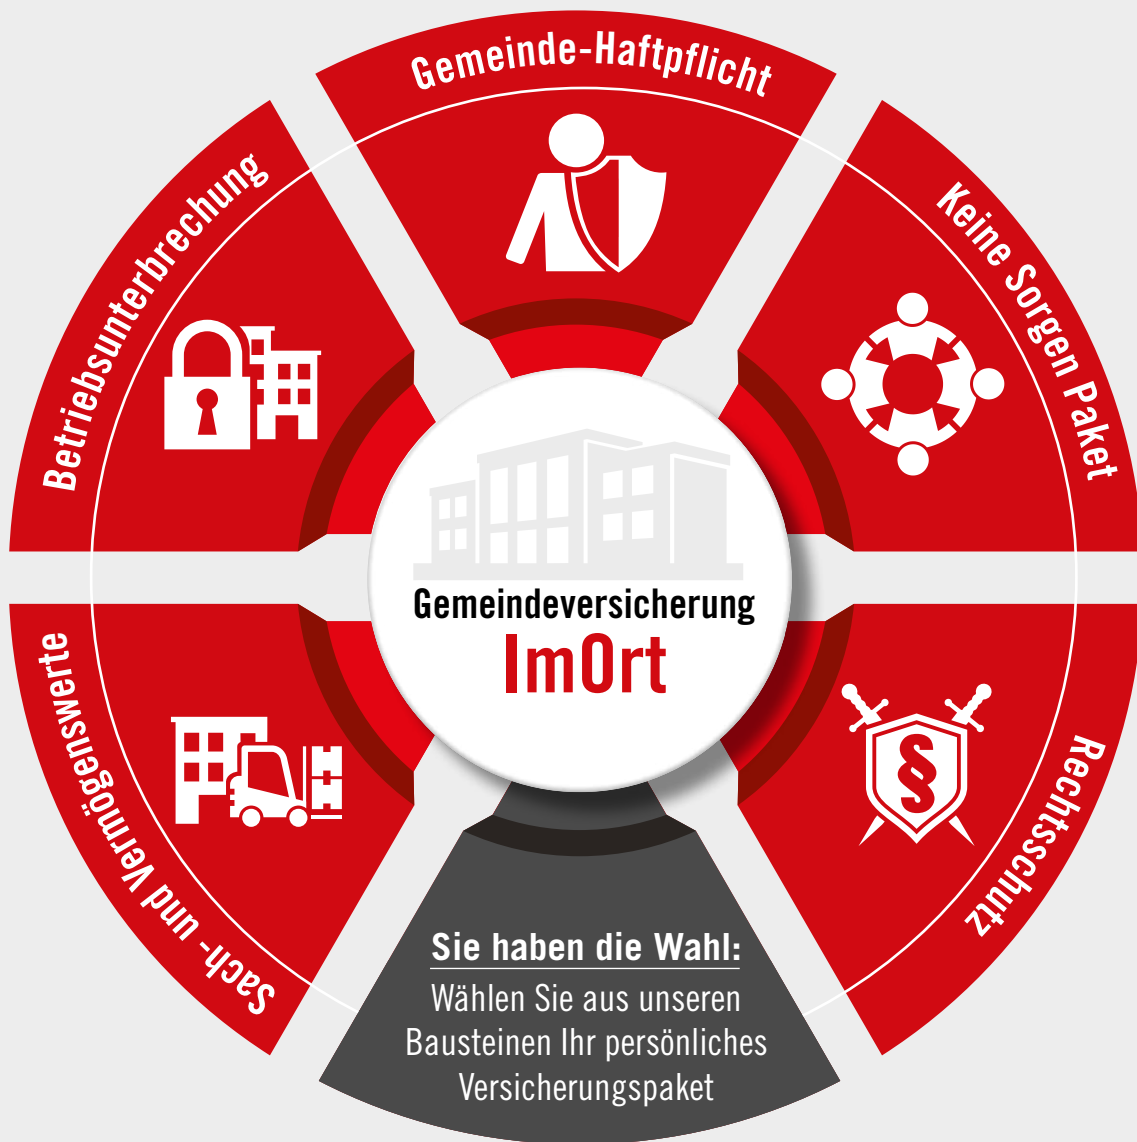 Gemeinde-Haftpflicht
Keine Sorgen Paket
Rechtsschutz
Sie haben die Wahl:
Wählen Sie aus unseren
Bausteinen Ihr persönliches
Versicherungspaket
Sach- und Vermögenswerte
Betriebsunterbrechung
Gemeindeversicherung
ImOrt
§